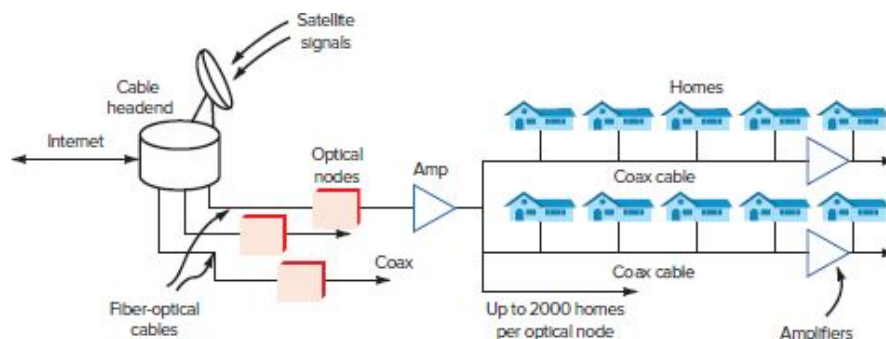 Satellite
signals
Cable
headend
Homes
Internet
Optical
nodes
Amp
Coax cable
Coax
Coax cable
Fiber-optical
cables
Up to 2000 homes
per optical node
Amplifiers